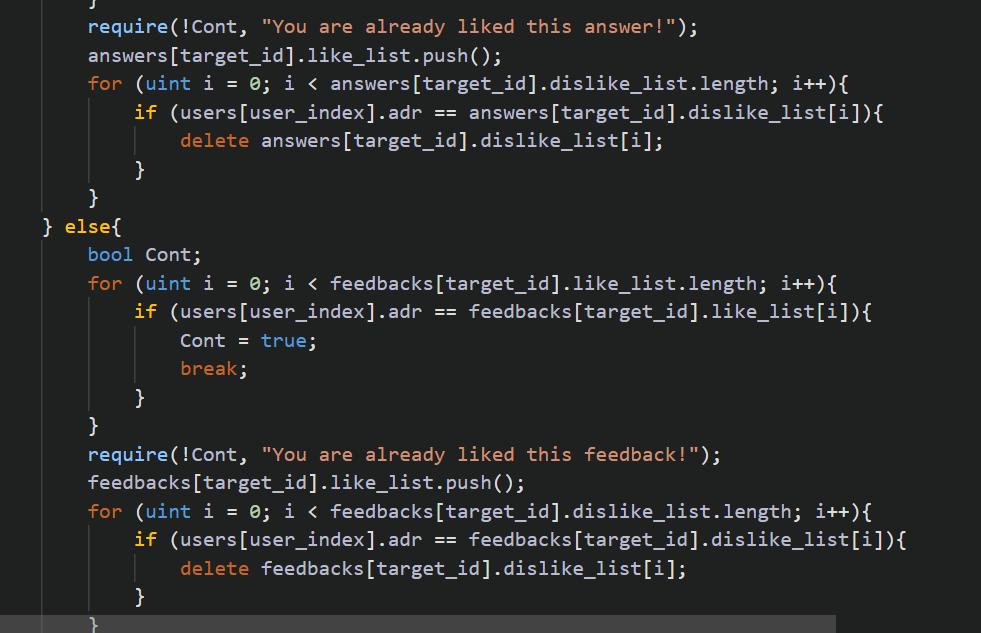 }
require(!Cont, "You are already liked this answer!");
answers[target_id].like_list.push();
for (uint i = 0; i < answers[target_id].dislike_list.length; i++){
if (users[user_index].adr == answers[target_id].dislike_list[i]){
delete answers[target_id].dislike_list[i];
}
}
} else{
bool Cont;
for (uint i = 0; i < feedbacks[target_id].like_list.length; i++){
if (users[user_index].adr == feedbacks[target_id].like_list[i]){
Cont = true;
break;
}
}
require(!Cont, "You are already liked this feedback!");
feedbacks[target_id].like_list.push();
for (uint i = 0; i < feedbacks[target_id].dislike_list.length; i++){
if (users[user_index].adr == feedbacks[target_id].dislike_list[i]){
delete feedbacks[target_id].dislike_list[i];
}
}